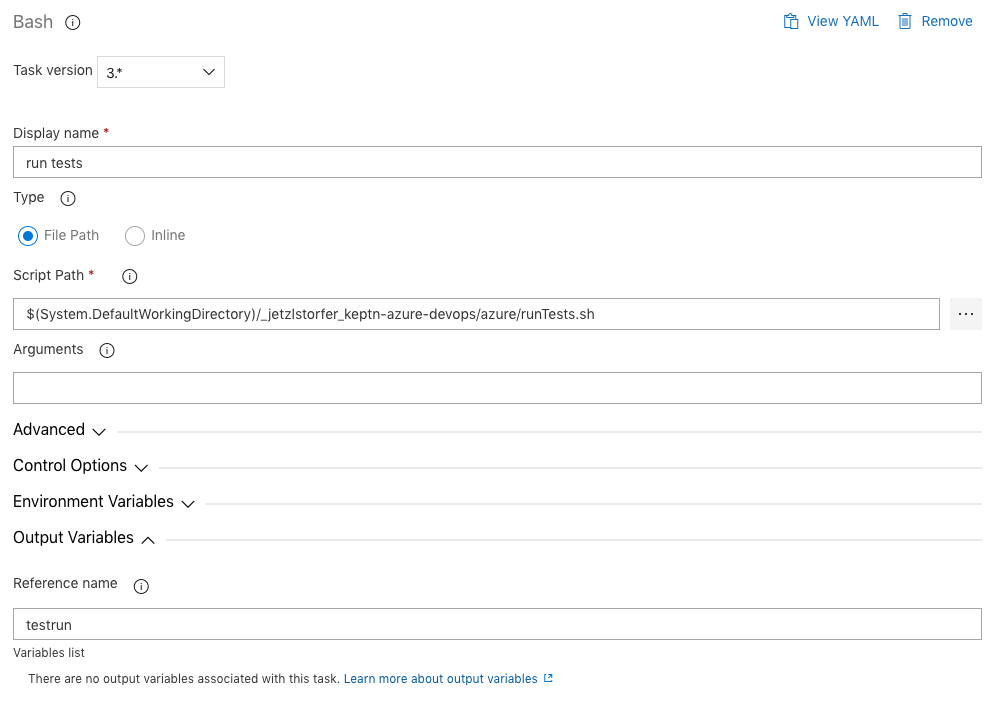 Bash View YAML Remove
Task version 3.*
Display name *
run tests
Type
File Path Inline
Script Path *
$(System.DefaultWorkingDirectory)/_jetzlstorfer_keptn-azure-devops/azure/runTests.sh ...
Arguments
Advanced
Control Options
Environment Variables
Output Variables
Reference name
testrun
Variables list
There are no output variables associated with this task. Learn more about output variables